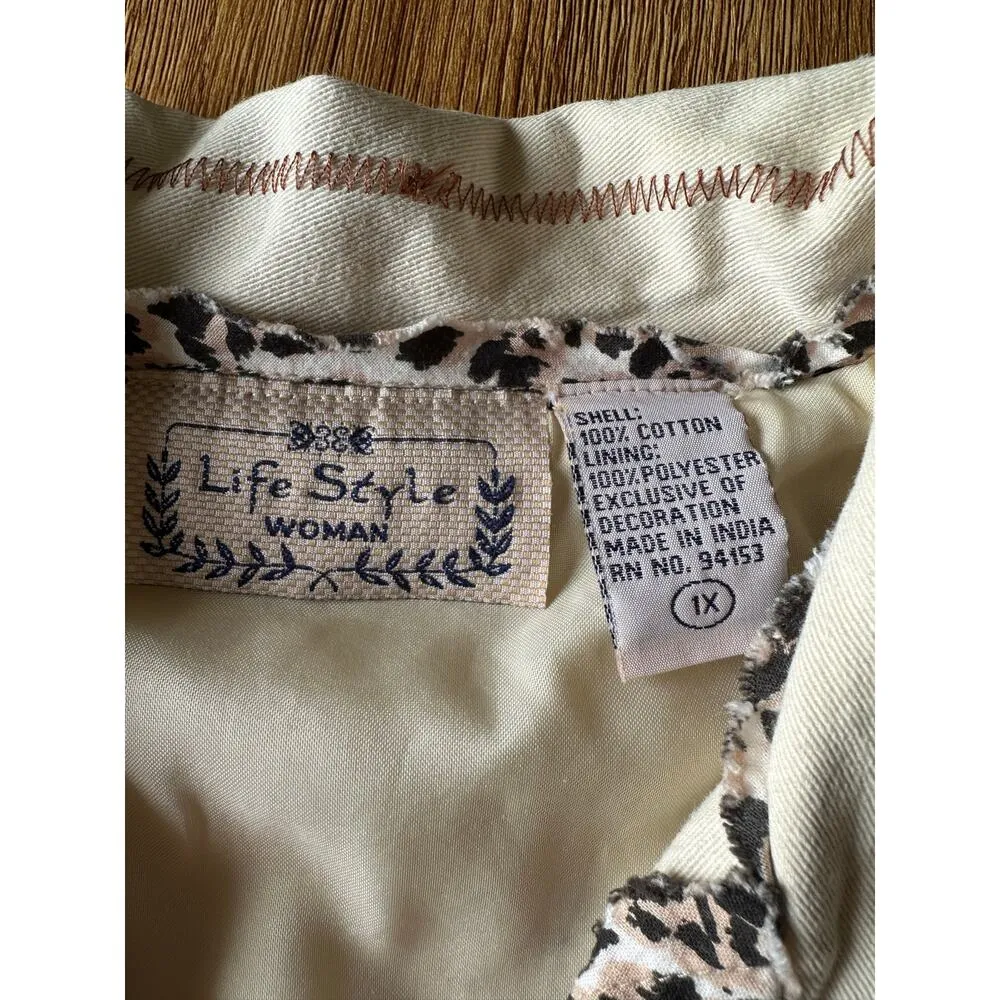 Life Style
WOMAN
SHELL:
100% COTTON
LINING:
100%POLYESTER
EXCLUSIVE OF
DECORATION
MADE IN INDIA
RN NO. 94153
1X